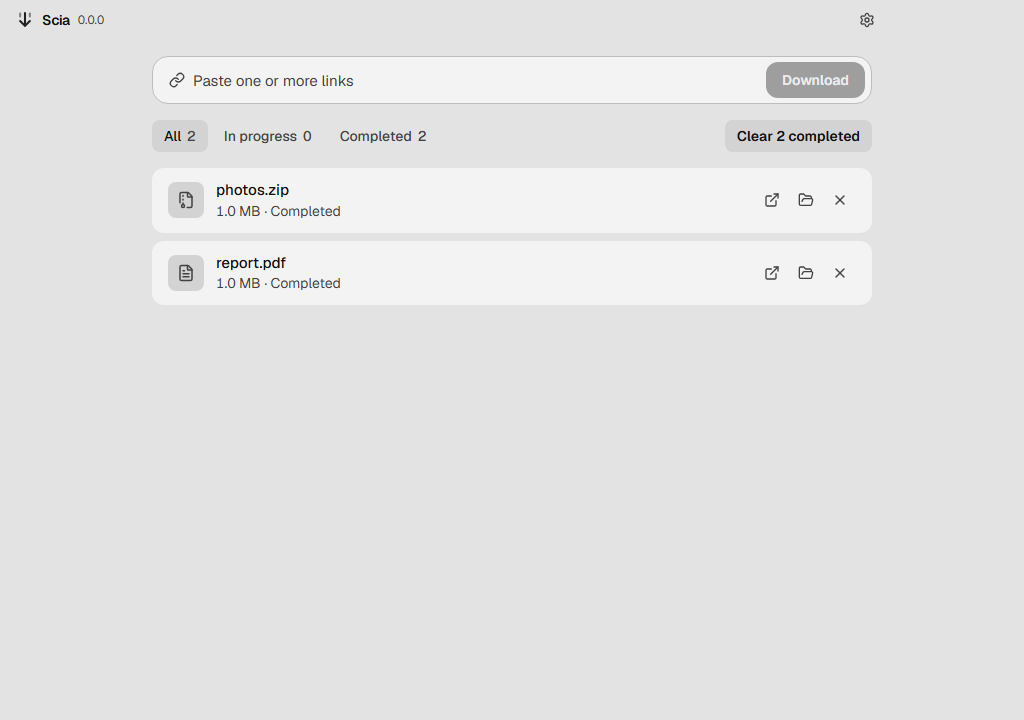 Scia 0.0.0
Paste one or more links
Download
All 2
In progress 0
Completed 2
Clear 2 completed
photos.zip
1.0 MB · Completed
report.pdf
1.0 MB · Completed